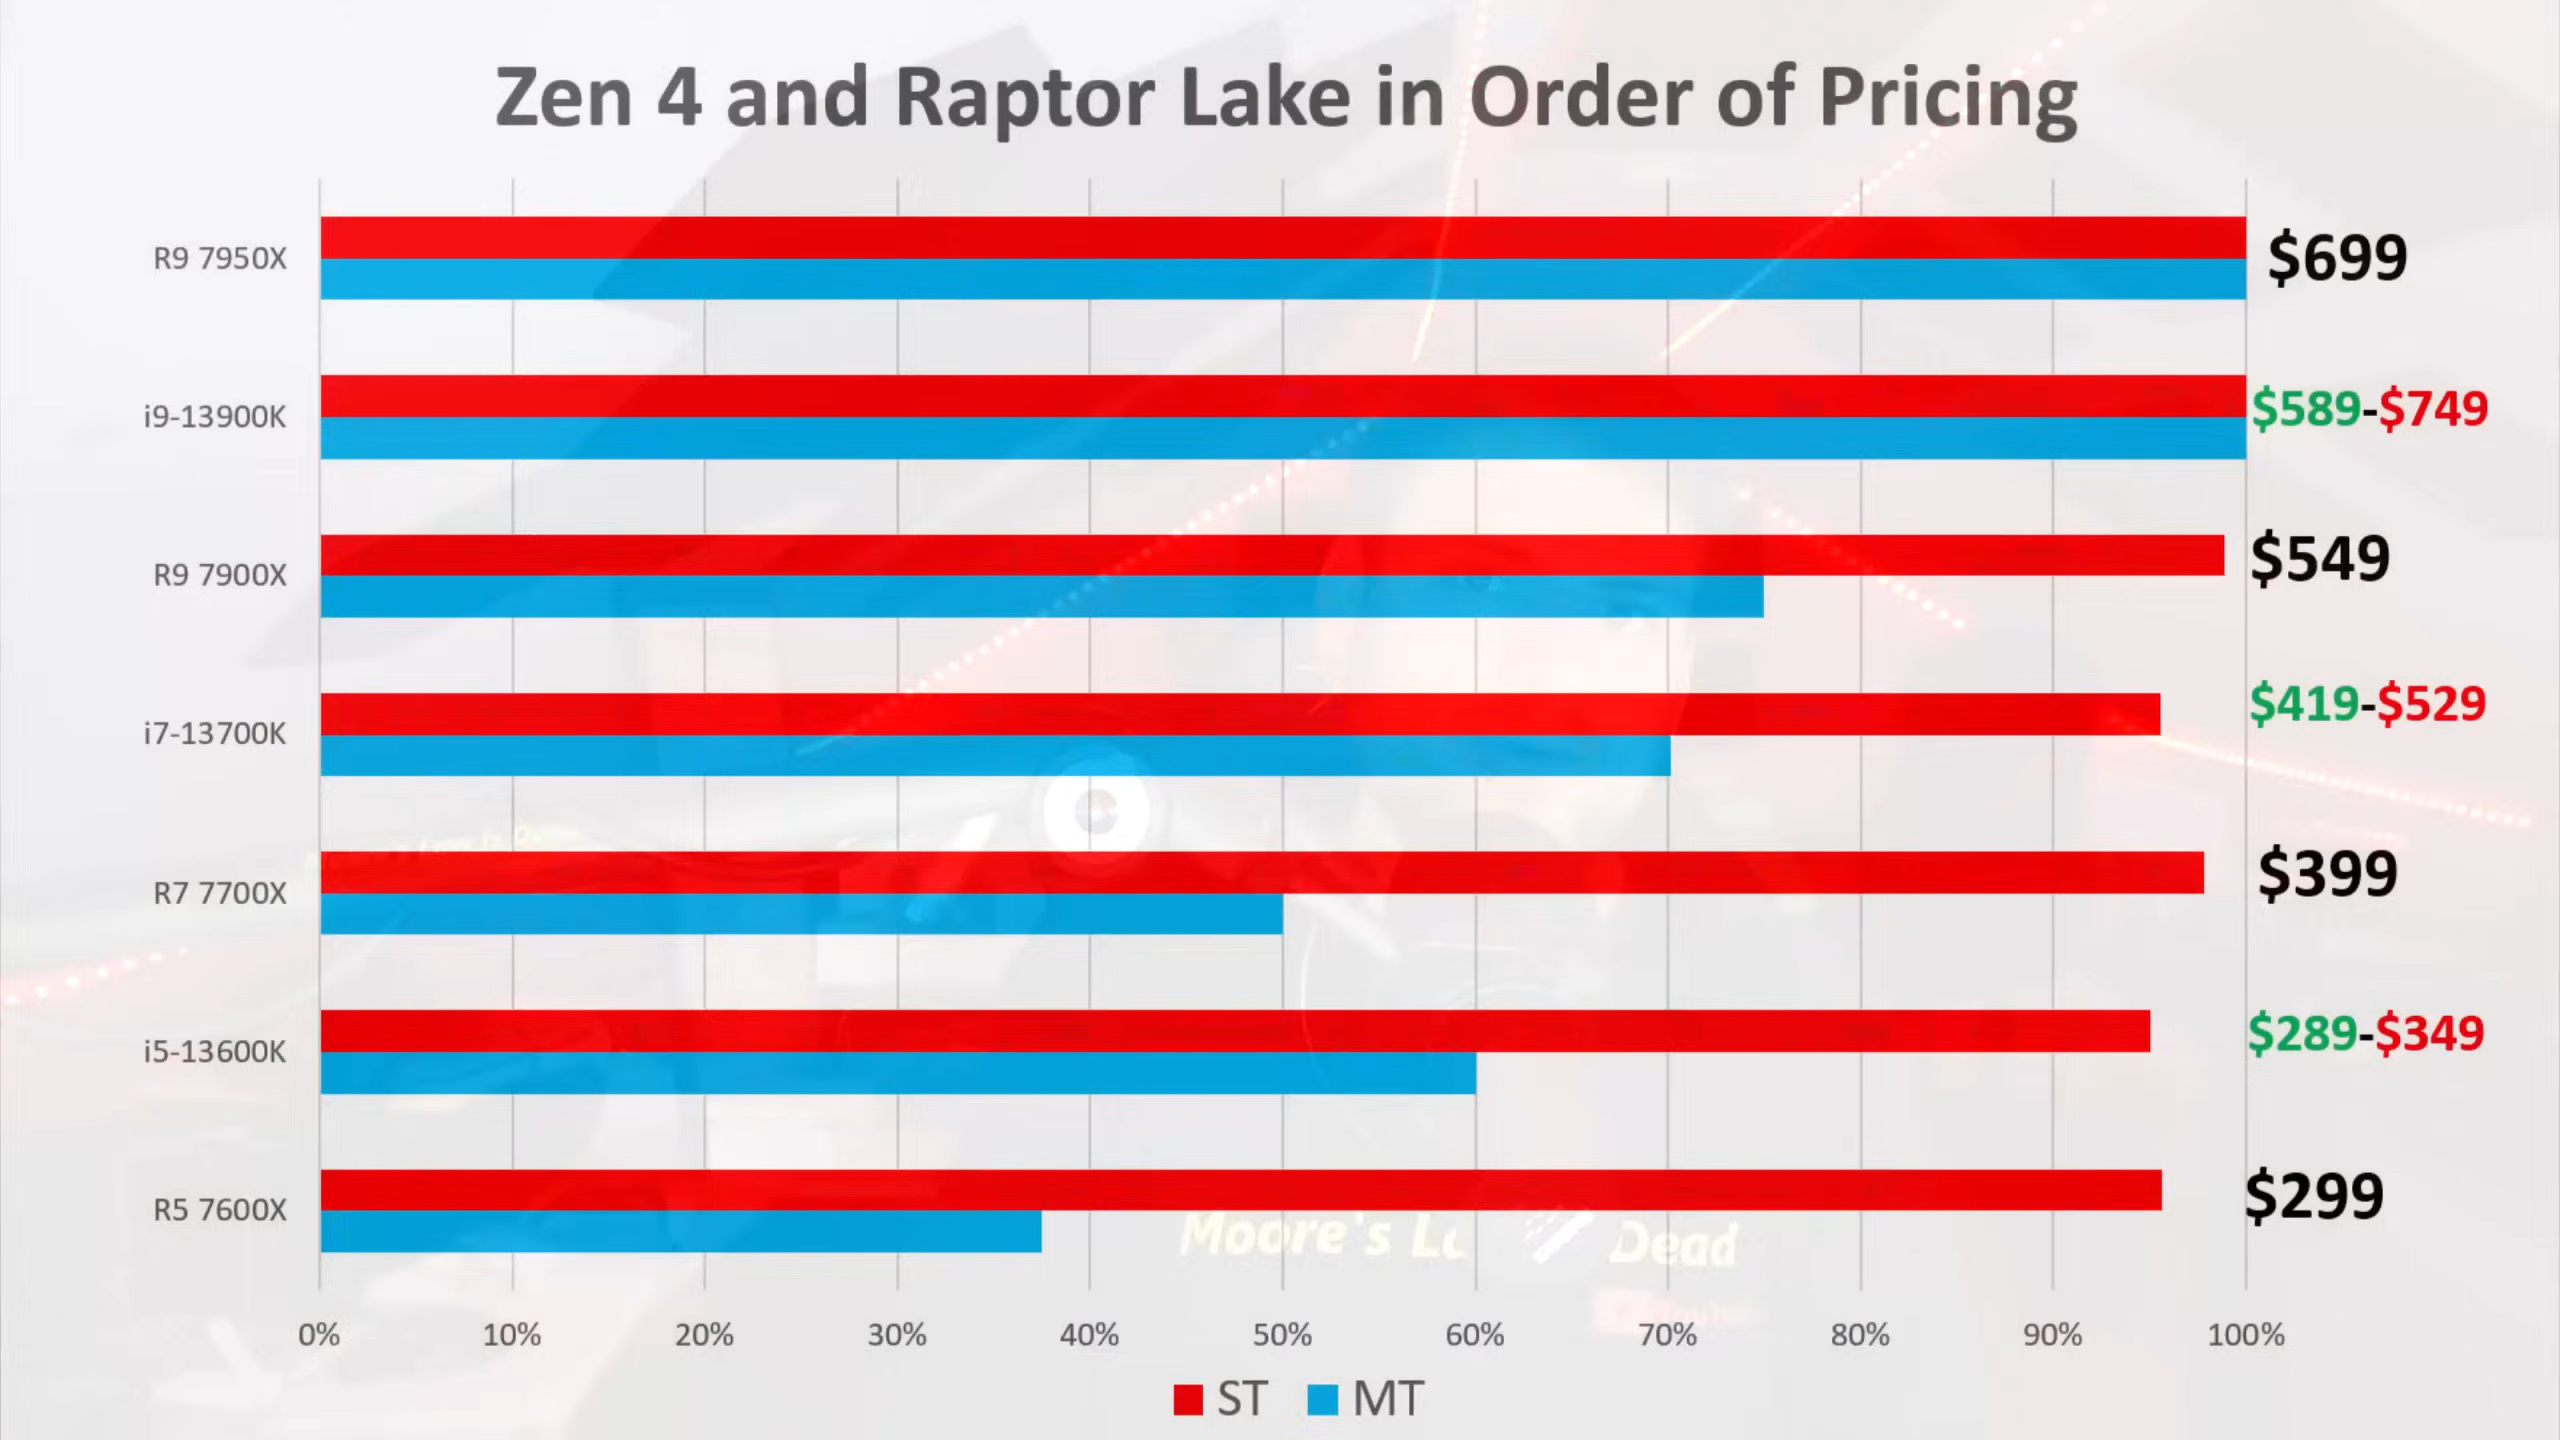 Zen 4 and Raptor Lake in Order of Pricing
R9 7950X
$699
i9-13900K
$589-$749
R9 7900X
$549
i7-13700K
$419-$529
R7 7700X
$399
i5-13600K
$289-$349
R5 7600X
$299
Moore's Dead
0% 10% 20% 30% 40% 50% 60% 70% 80% 90% 100%
ST MT